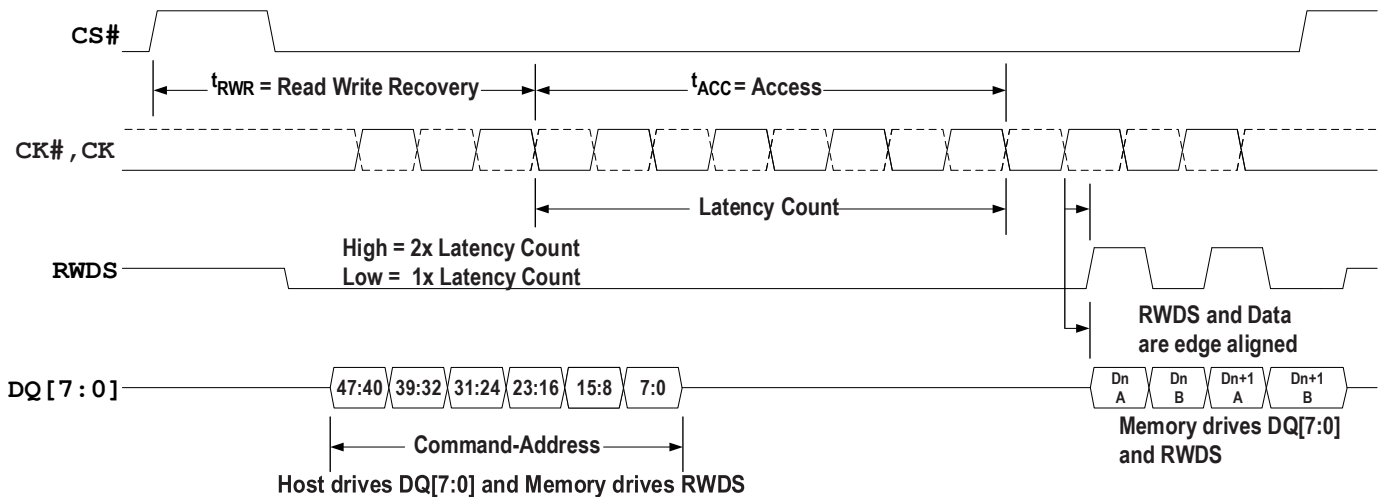 CS#
tRWR = Read Write Recovery
tACC = Access
CK#, CK
Latency Count
High = 2x Latency Count
Low = 1x Latency Count
RWDS
RWDS and Data
are edge aligned
DQ[7:0]
47:40 39:32 31:24 23:16 15:8 7:0
Dn A
Dn B
Dn+1 A
Dn+1 B
Command-Address
Memory drives DQ[7:0]
and RWDS
Host drives DQ[7:0] and Memory drives RWDS